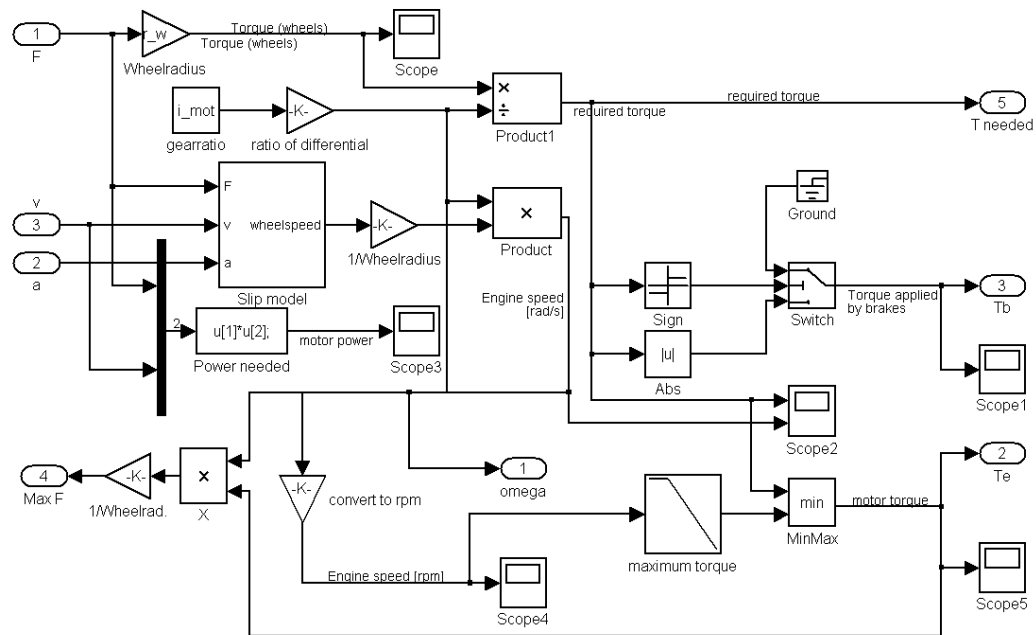 1
F
r_w
Wheelradius
Torque (wheels)
Torque (wheels)
Scope
i_mot
gearratio
-K-
ratio of differential
×
÷
Product1
required torque
required torque
5
T needed
v
3
2
a
F
v
a
wheelspeed
Slip model
-K-
1/Wheelradius
×
Product
Engine speed
[rad/s]
Ground
Sign
Switch
Torque applied
by brakes
3
Tb
2
u[1]*u[2];
Power needed
motor power
Scope3
|u|
Abs
Scope1
Scope2
4
Max F
-K-
1/Wheelrad.
×
X
-K-
convert to rpm
1
omega
maximum torque
min
MinMax
motor torque
2
Te
Engine speed [rpm]
Scope4
Scope5